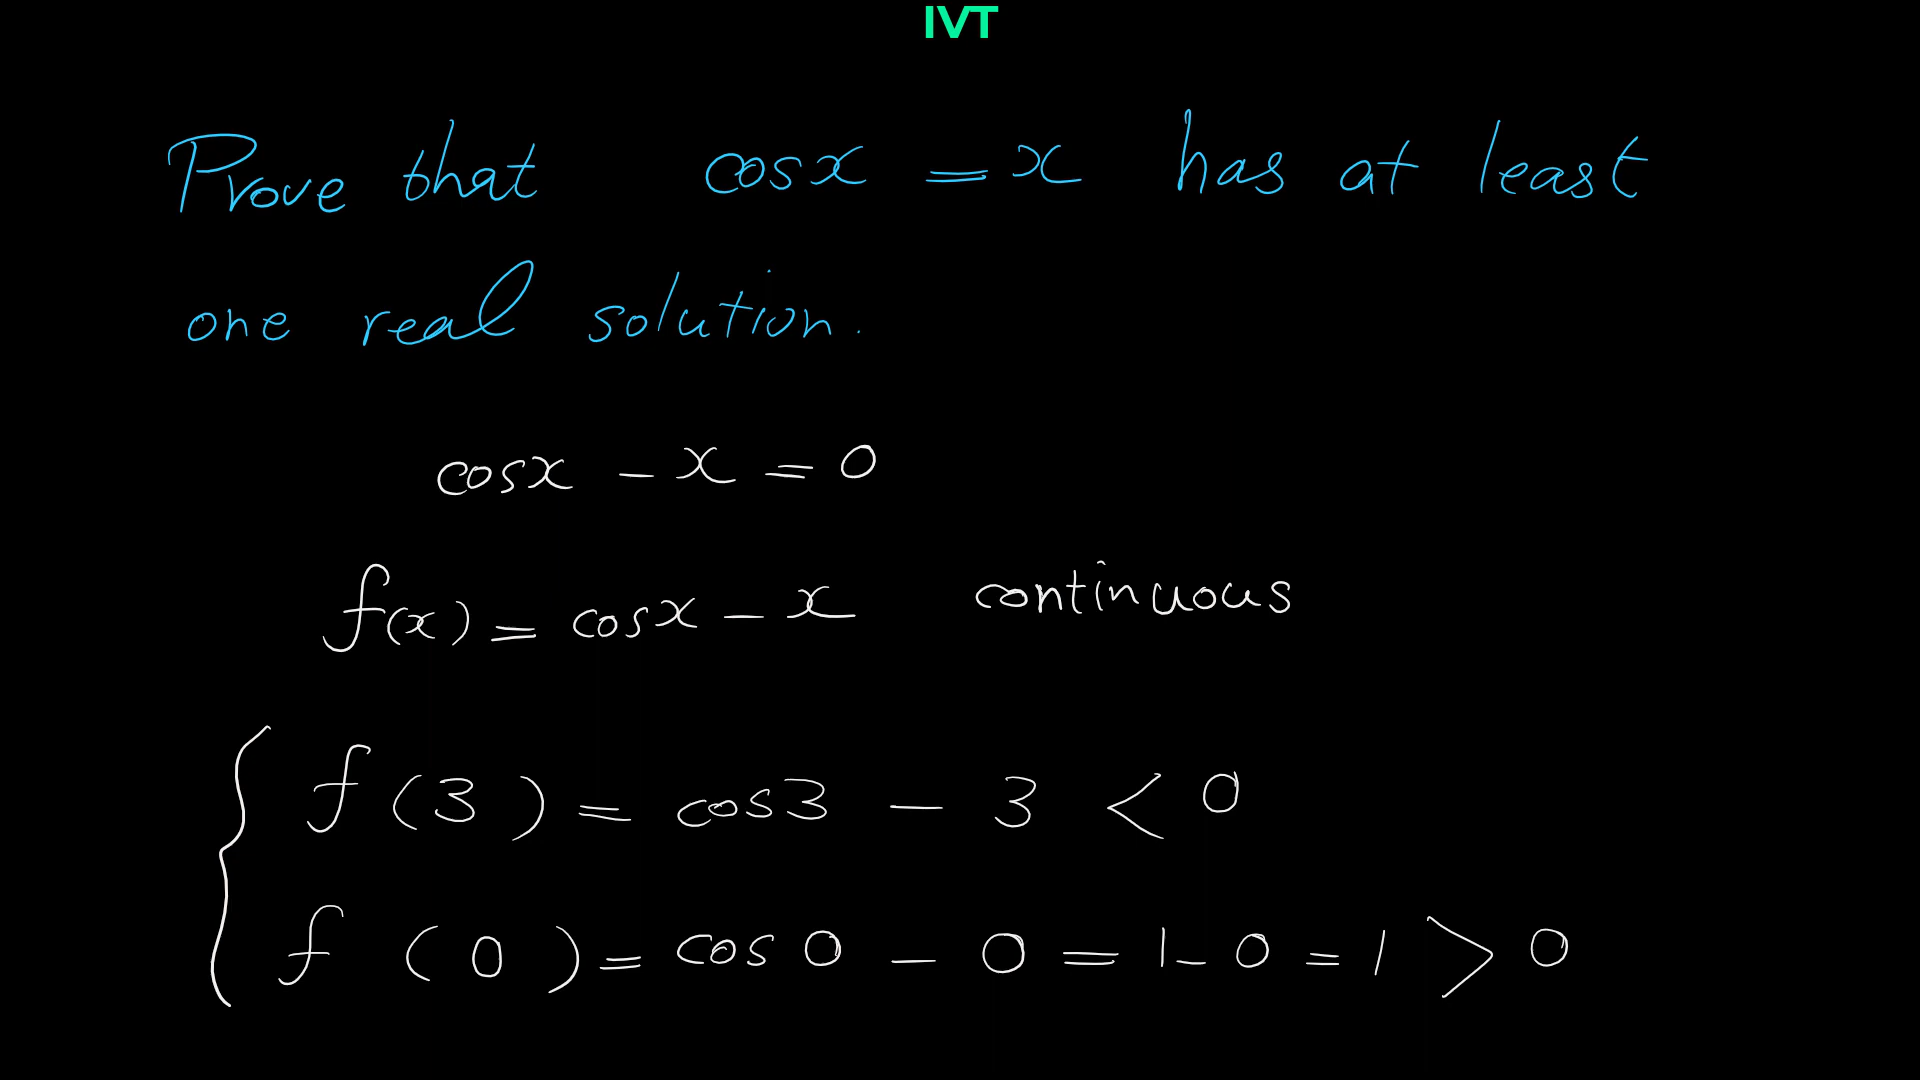 IVT
Prove that cosx = x has at least
one real solution.
cosx - x = 0
f(x) = cosx - x continuous
f(3) = cos3 - 3 < 0
f(0) = cos0 - 0 = 1 - 0 = 1 > 0